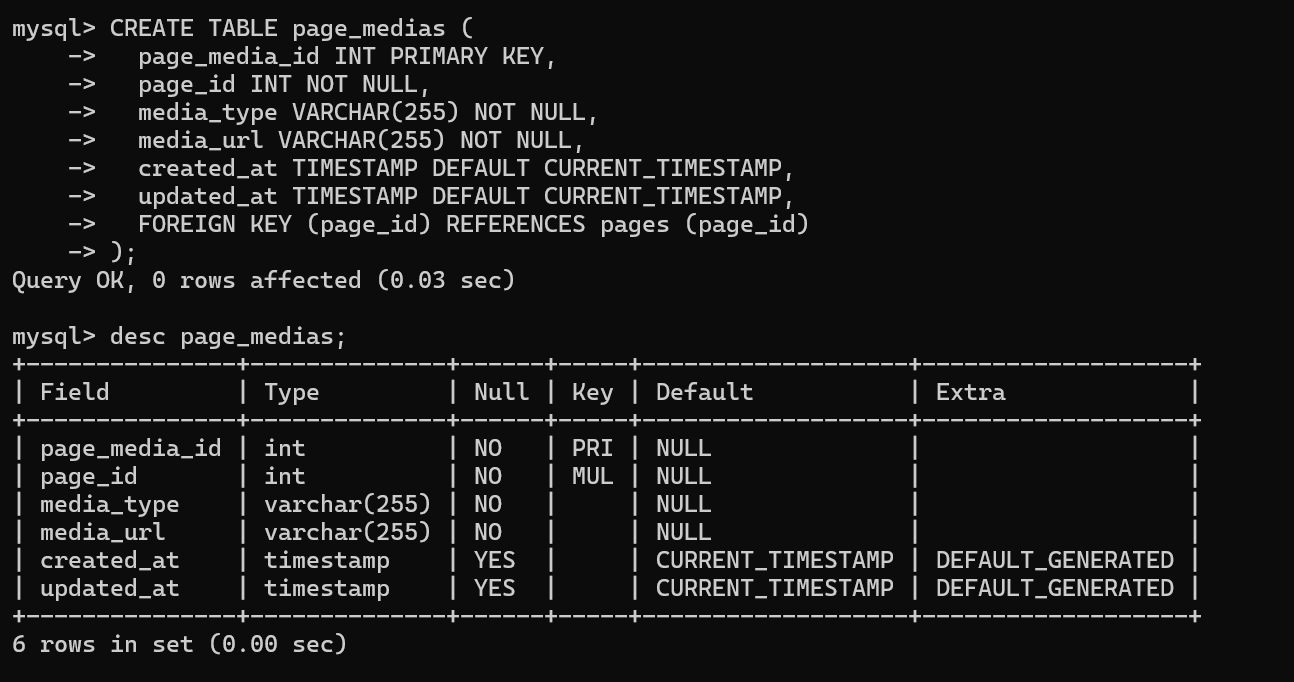 mysql> CREATE TABLE page_medias (
    ->   page_media_id INT PRIMARY KEY,
    ->   page_id INT NOT NULL,
    ->   media_type VARCHAR(255) NOT NULL,
    ->   media_url VARCHAR(255) NOT NULL,
    ->   created_at TIMESTAMP DEFAULT CURRENT_TIMESTAMP,
    ->   updated_at TIMESTAMP DEFAULT CURRENT_TIMESTAMP,
    ->   FOREIGN KEY (page_id) REFERENCES pages (page_id)
    -> );
Query OK, 0 rows affected (0.03 sec)

mysql> desc page_medias;
+---------------+--------------+------+-----+-------------------+-------------------+
| Field         | Type         | Null | Key | Default           | Extra             |
+---------------+--------------+------+-----+-------------------+-------------------+
| page_media_id | int          | NO   | PRI | NULL              |                   |
| page_id       | int          | NO   | MUL | NULL              |                   |
| media_type    | varchar(255) | NO   |     | NULL              |                   |
| media_url     | varchar(255) | NO   |     | NULL              |                   |
| created_at    | timestamp    | YES  |     | CURRENT_TIMESTAMP | DEFAULT_GENERATED |
| updated_at    | timestamp    | YES  |     | CURRENT_TIMESTAMP | DEFAULT_GENERATED |
+---------------+--------------+------+-----+-------------------+-------------------+
6 rows in set (0.00 sec)